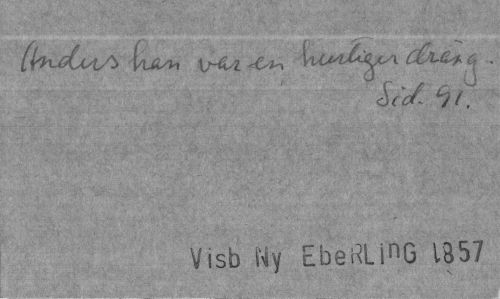 Anders han var en hurtiger dräng.
Sid. 91.
Visb Ny EbeRLinG 1857